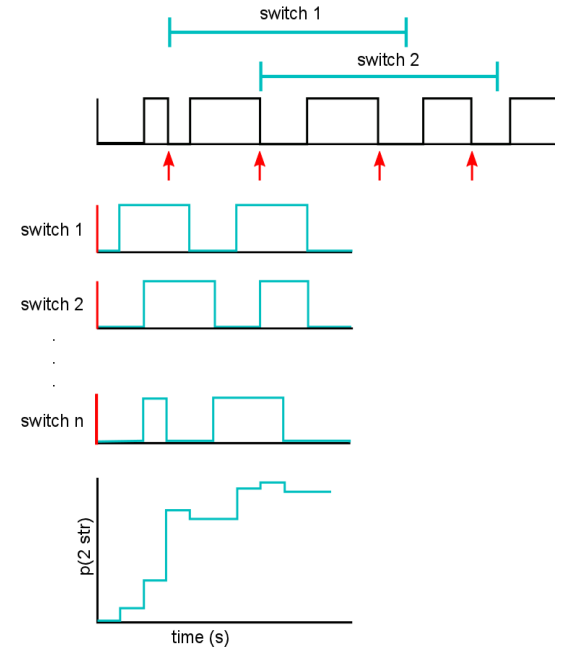 switch 1
switch 2
switch 1
switch 2
.
.
.
switch n
p(2 str)
time (s)